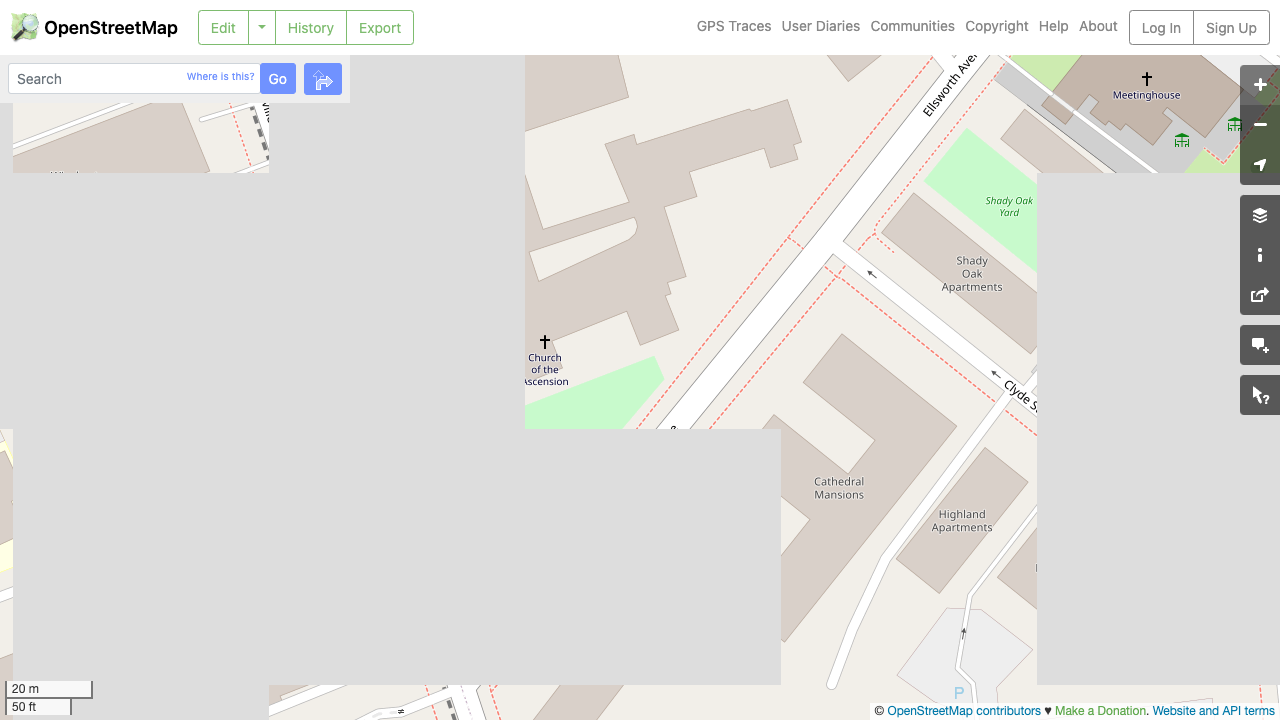 OpenStreetMap
Edit
History
Export
GPS Traces
User Diaries
Communities
Copyright
Help
About
Log In
Sign Up
Search
Where is this?
Go
Ellsworth Aven
Meetinghouse
Shady Oak
Yard
Shady
Oak
Apartments
Church
of the
Ascension
Clyde S
Cathedral
Mansions
Highland
Apartments
P
20 m
50 ft
© OpenStreetMap contributors ♥ Make a Donation. Website and API terms